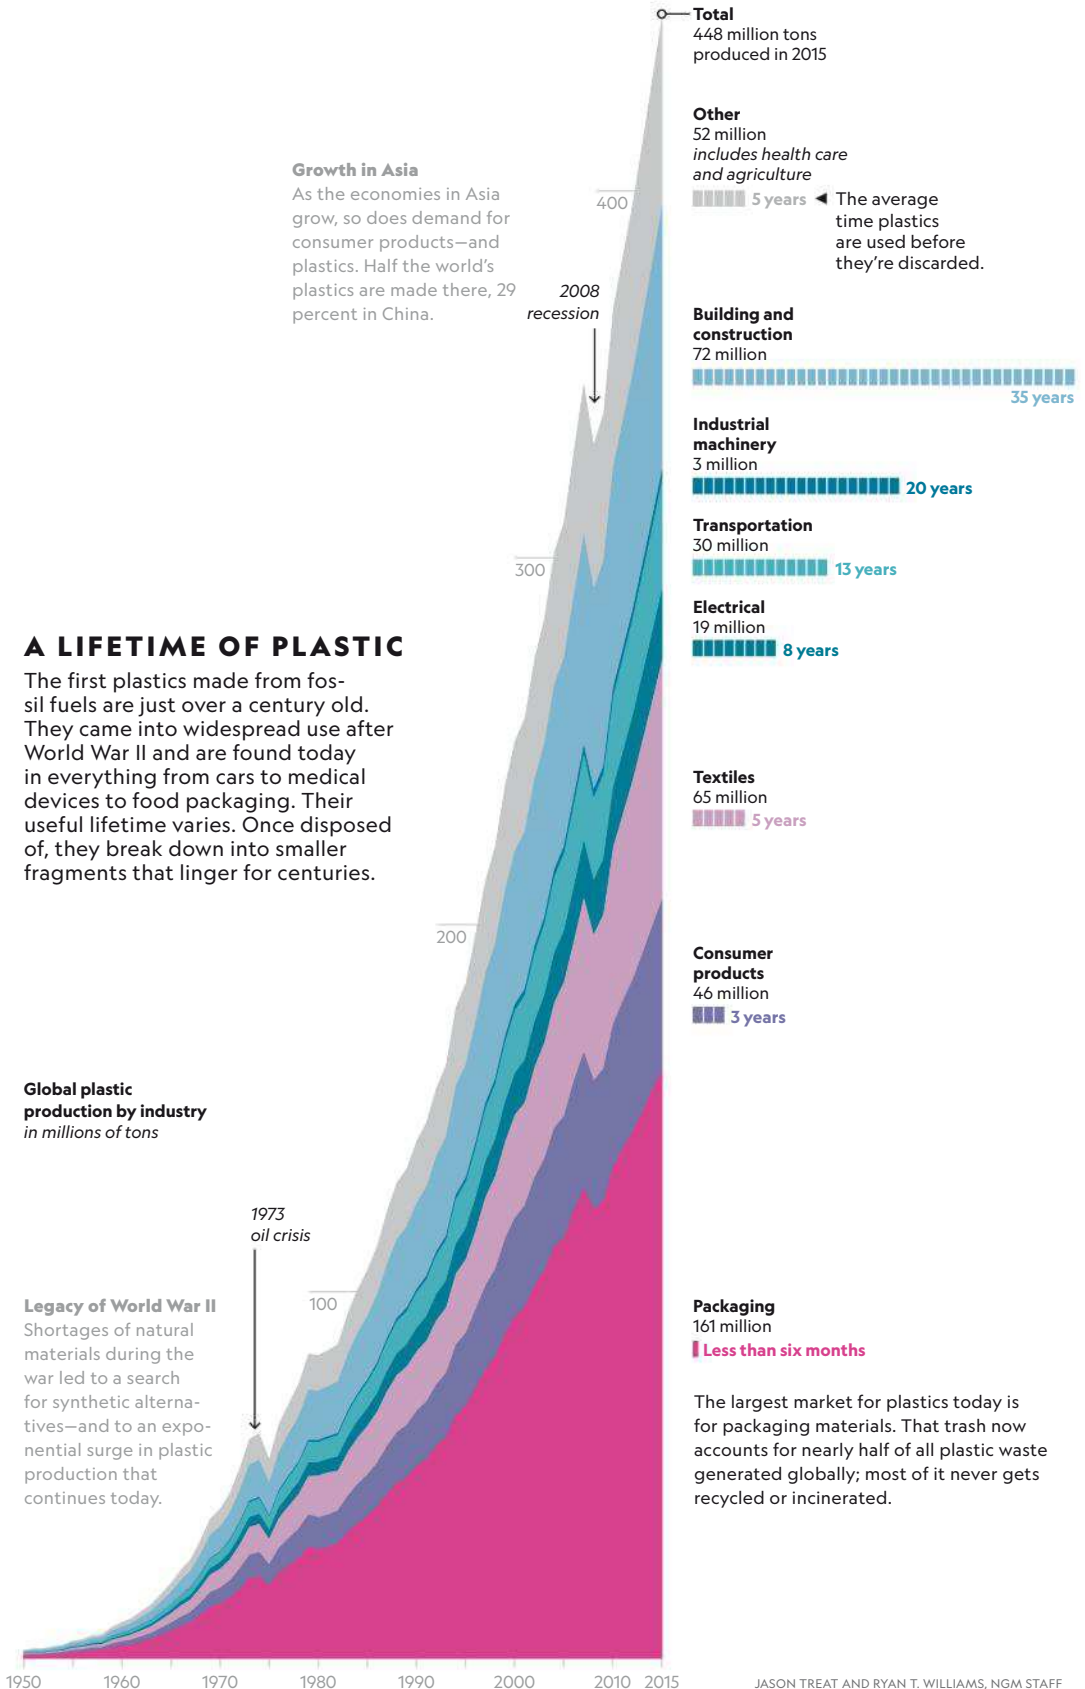 Total
448 million tons
produced in 2015
Other
52 million
includes health care
and agriculture
5 years ◀ The average
time plastics
are used before
they’re discarded.
Growth in Asia
As the economies in Asia
grow, so does demand for
consumer products—and
plastics. Half the world’s
plastics are made there, 29
percent in China.
400
2008
recession
Building and
construction
72 million
35 years
Industrial
machinery
3 million
20 years
Transportation
30 million
13 years
300
Electrical
19 million
8 years
A LIFETIME OF PLASTIC
The first plastics made from fos-
sil fuels are just over a century old.
They came into widespread use after
World War II and are found today
in everything from cars to medical
devices to food packaging. Their
useful lifetime varies. Once disposed
of, they break down into smaller
fragments that linger for centuries.
Textiles
65 million
5 years
200
Consumer
products
46 million
3 years
Global plastic
production by industry
in millions of tons
1973
oil crisis
100
Legacy of World War II
Shortages of natural
materials during the
war led to a search
for synthetic alterna-
tives—and to an expo-
nential surge in plastic
production that
continues today.
Packaging
161 million
Less than six months
The largest market for plastics today is
for packaging materials. That trash now
accounts for nearly half of all plastic waste
generated globally; most of it never gets
recycled or incinerated.
1950 1960 1970 1980 1990 2000 2010 2015
JASON TREAT AND RYAN T. WILLIAMS, NGM STAFF